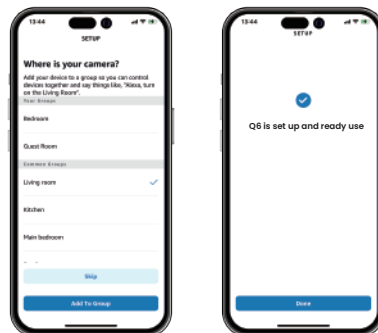 13:44
SETUP
Where is your camera?
Add your device to a group so you can control
devices together and say things like, "Alexa, turn
on the Living Room".
Your Groups
Bedroom
Guest Room
Common Groups
Living room
Kitchen
Main bedroom
Skip
Add To Group
13:44
SETUP
Q6 is set up and ready use
Done